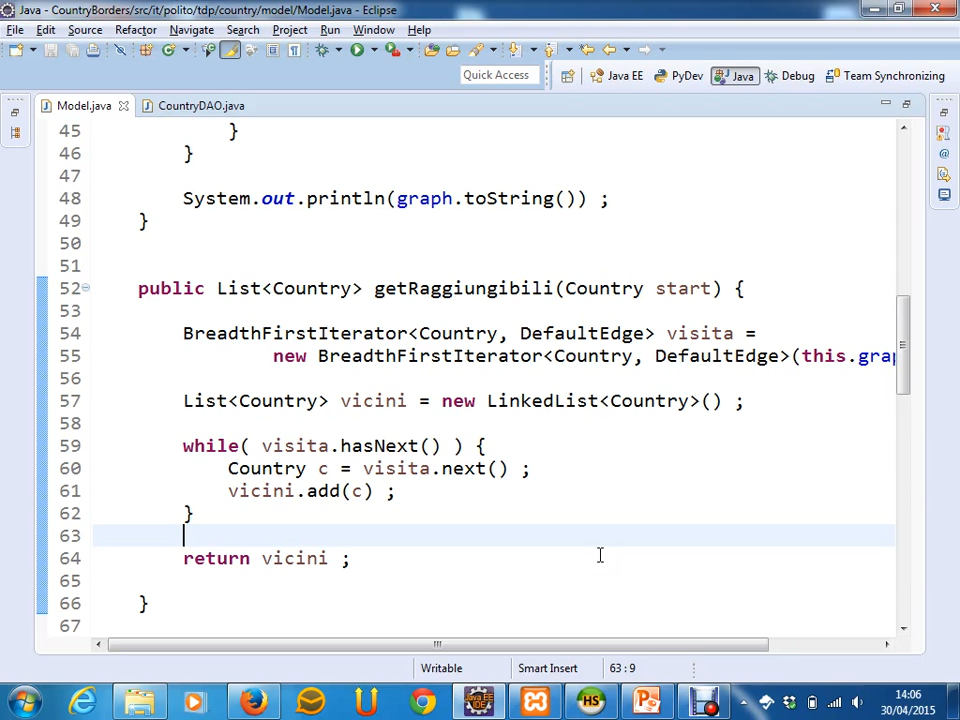 Java - CountryBorders/src/it/polito/tdp/country/model/Model.java - Eclipse
File Edit Source Refactor Navigate Search Project Run Window Help
Quick Access Java EE PyDev Java Debug Team Synchronizing
Model.java CountryDAO.java
45 }
46 }
47
48 System.out.println(graph.toString()) ;
49 }
50
51
52 public List<Country> getRaggiungibili(Country start) {
53
54 BreadthFirstIterator<Country, DefaultEdge> visita =
55 new BreadthFirstIterator<Country, DefaultEdge>(this.grap
56
57 List<Country> vicini = new LinkedList<Country>() ;
58
59 while( visita.hasNext() ) {
60 Country c = visita.next() ;
61 vicini.add(c) ;
62 }
63
64 return vicini ;
65
66 }
67
Writable Smart Insert 63 : 9
14:06
30/04/2015